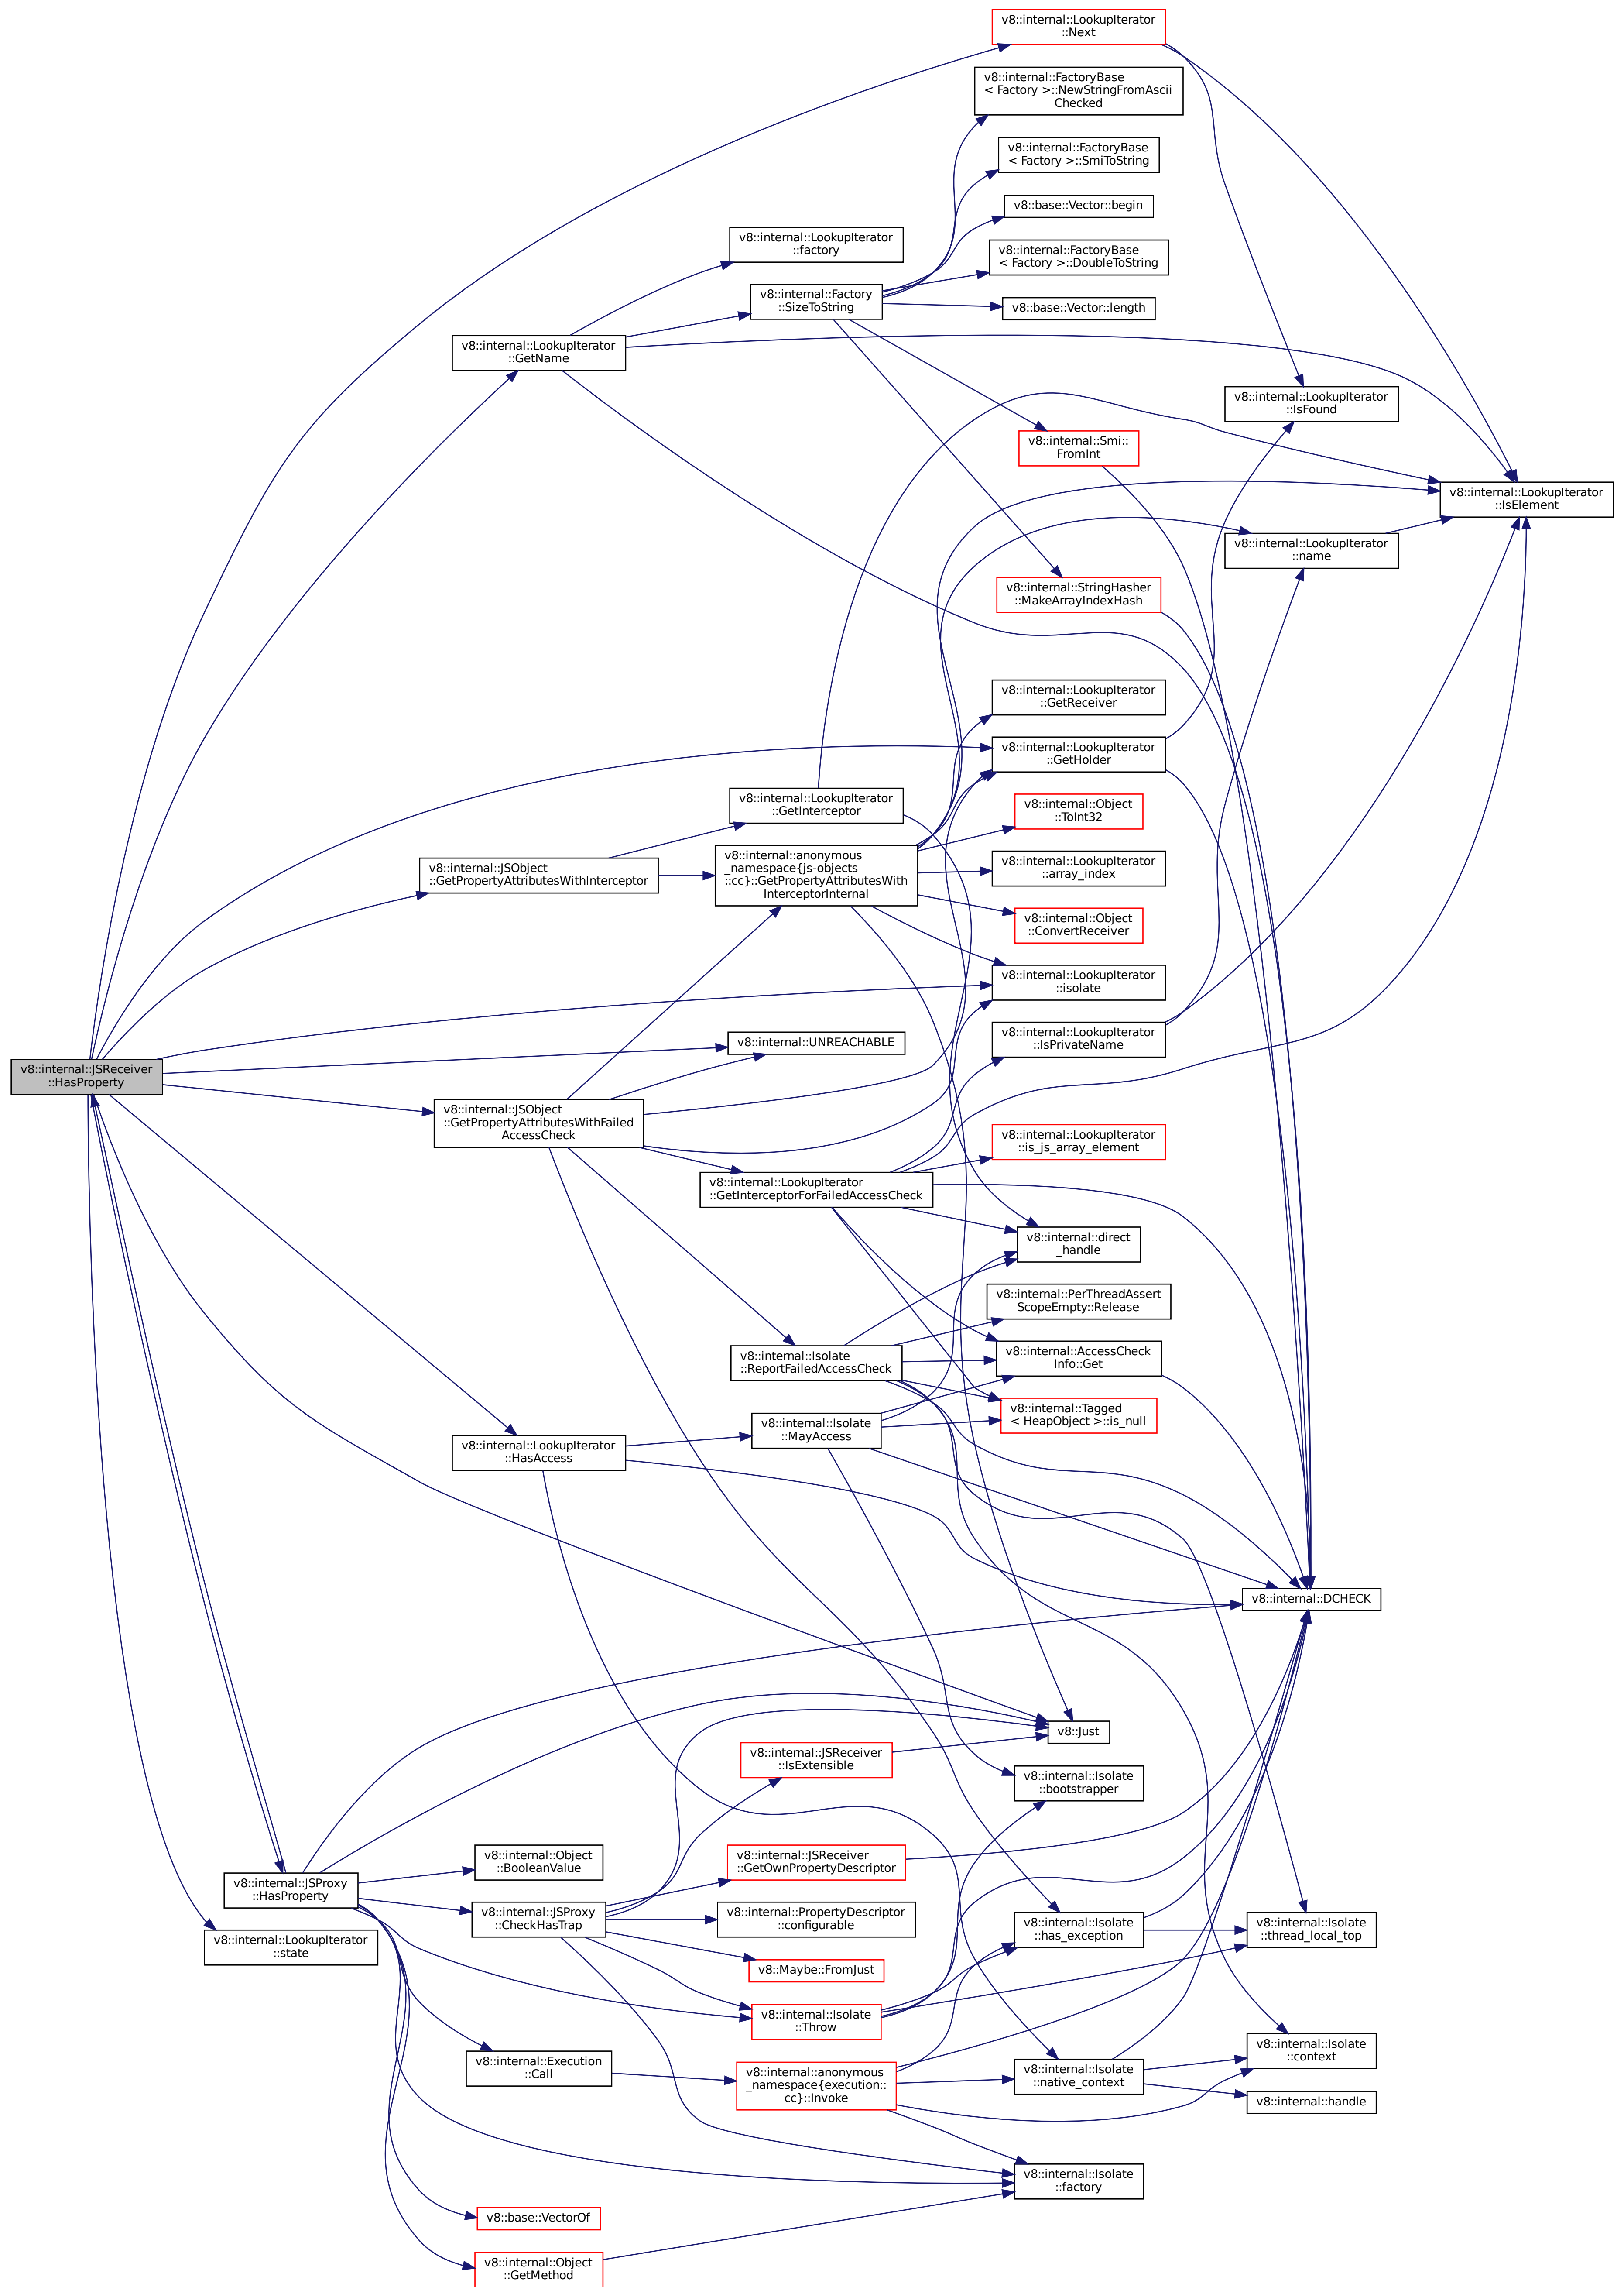 v8::internal::LookupIterator
::Next
v8::internal::FactoryBase
< Factory >::NewStringFromAscii
Checked
v8::internal::FactoryBase
< Factory >::SmiToString
v8::base::Vector::begin
v8::internal::LookupIterator
::factory
v8::internal::FactoryBase
< Factory >::DoubleToString
v8::internal::Factory
::SizeToString
v8::base::Vector::length
v8::internal::LookupIterator
::GetName
v8::internal::LookupIterator
::IsFound
v8::internal::Smi::
FromInt
v8::internal::LookupIterator
::IsElement
v8::internal::LookupIterator
::name
v8::internal::StringHasher
::MakeArrayIndexHash
v8::internal::LookupIterator
::GetReceiver
v8::internal::LookupIterator
::GetHolder
v8::internal::LookupIterator
::GetInterceptor
v8::internal::Object
::ToInt32
v8::internal::JSObject
::GetPropertyAttributesWithInterceptor
v8::internal::anonymous
_namespace{js-objects
::cc}::GetPropertyAttributesWith
InterceptorInternal
v8::internal::LookupIterator
::array_index
v8::internal::Object
::ConvertReceiver
v8::internal::LookupIterator
::isolate
v8::internal::UNREACHABLE
v8::internal::LookupIterator
::IsPrivateName
v8::internal::JSReceiver
::HasProperty
v8::internal::JSObject
::GetPropertyAttributesWithFailed
AccessCheck
v8::internal::LookupIterator
::is_js_array_element
v8::internal::LookupIterator
::GetInterceptorForFailedAccessCheck
v8::internal::direct
_handle
v8::internal::PerThreadAssert
ScopeEmpty::Release
v8::internal::Isolate
::ReportFailedAccessCheck
v8::internal::AccessCheck
Info::Get
v8::internal::Tagged
< HeapObject >::is_null
v8::internal::Isolate
::MayAccess
v8::internal::LookupIterator
::HasAccess
v8::internal::DCHECK
v8::Just
v8::internal::JSReceiver
::IsExtensible
v8::internal::Isolate
::bootstrapper
v8::internal::Object
::BooleanValue
v8::internal::JSReceiver
::GetOwnPropertyDescriptor
v8::internal::JSProxy
::HasProperty
v8::internal::JSProxy
::CheckHasTrap
v8::internal::PropertyDescriptor
::configurable
v8::internal::Isolate
::has_exception
v8::internal::Isolate
::thread_local_top
v8::internal::LookupIterator
::state
v8::Maybe::FromJust
v8::internal::Isolate
::Throw
v8::internal::Isolate
::context
v8::internal::Execution
::Call
v8::internal::anonymous
_namespace{execution::
cc}::Invoke
v8::internal::Isolate
::native_context
v8::internal::handle
v8::internal::Isolate
::factory
v8::base::VectorOf
v8::internal::Object
::GetMethod